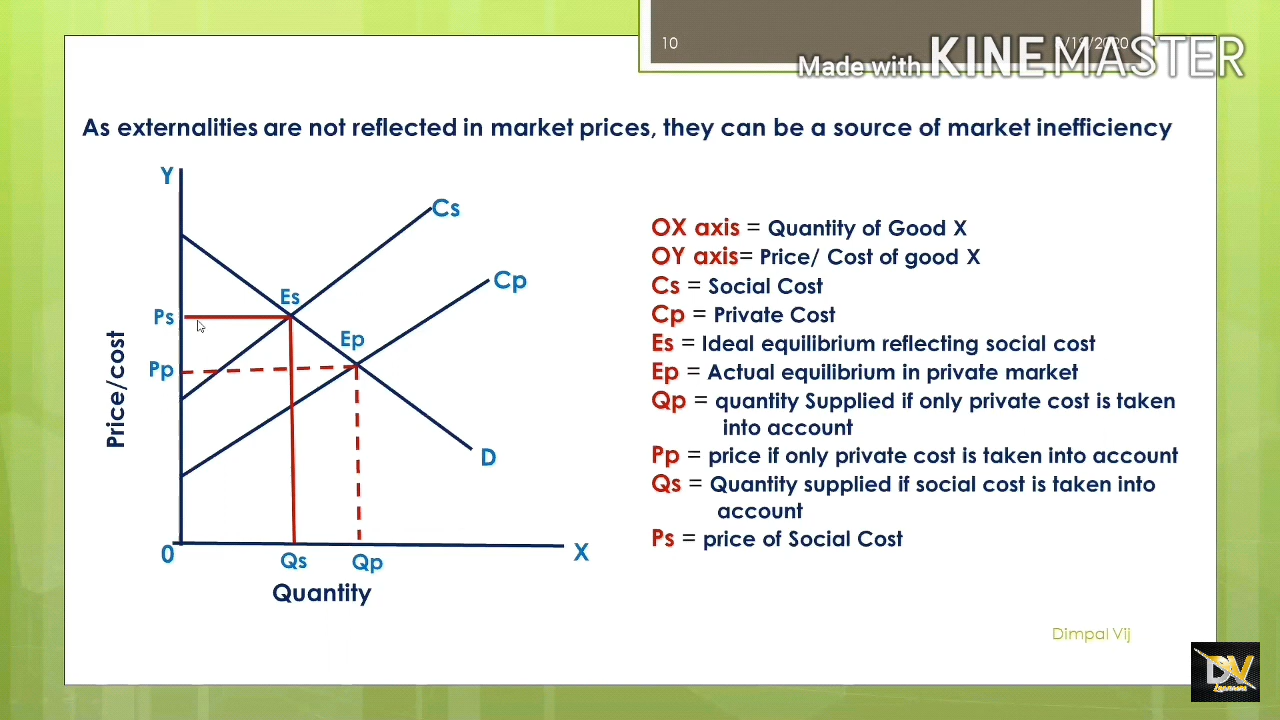 10
/2020
Made with KINEMASTER
As externalities are not reflected in market prices, they can be a source of market inefficiency
Y
Cs
Cp
Es
Ps
Ep
Pp
Price/cost
D
0
Qs
Qp
X
Quantity
OX axis = Quantity of Good X
OY axis= Price/ Cost of good X
Cs = Social Cost
Cp = Private Cost
Es = Ideal equilibrium reflecting social cost
Ep = Actual equilibrium in private market
Qp = quantity Supplied if only private cost is taken
into account
Pp = price if only private cost is taken into account
Qs = Quantity supplied if social cost is taken into
account
Ps = price of Social Cost
Dimpal Vij
DV